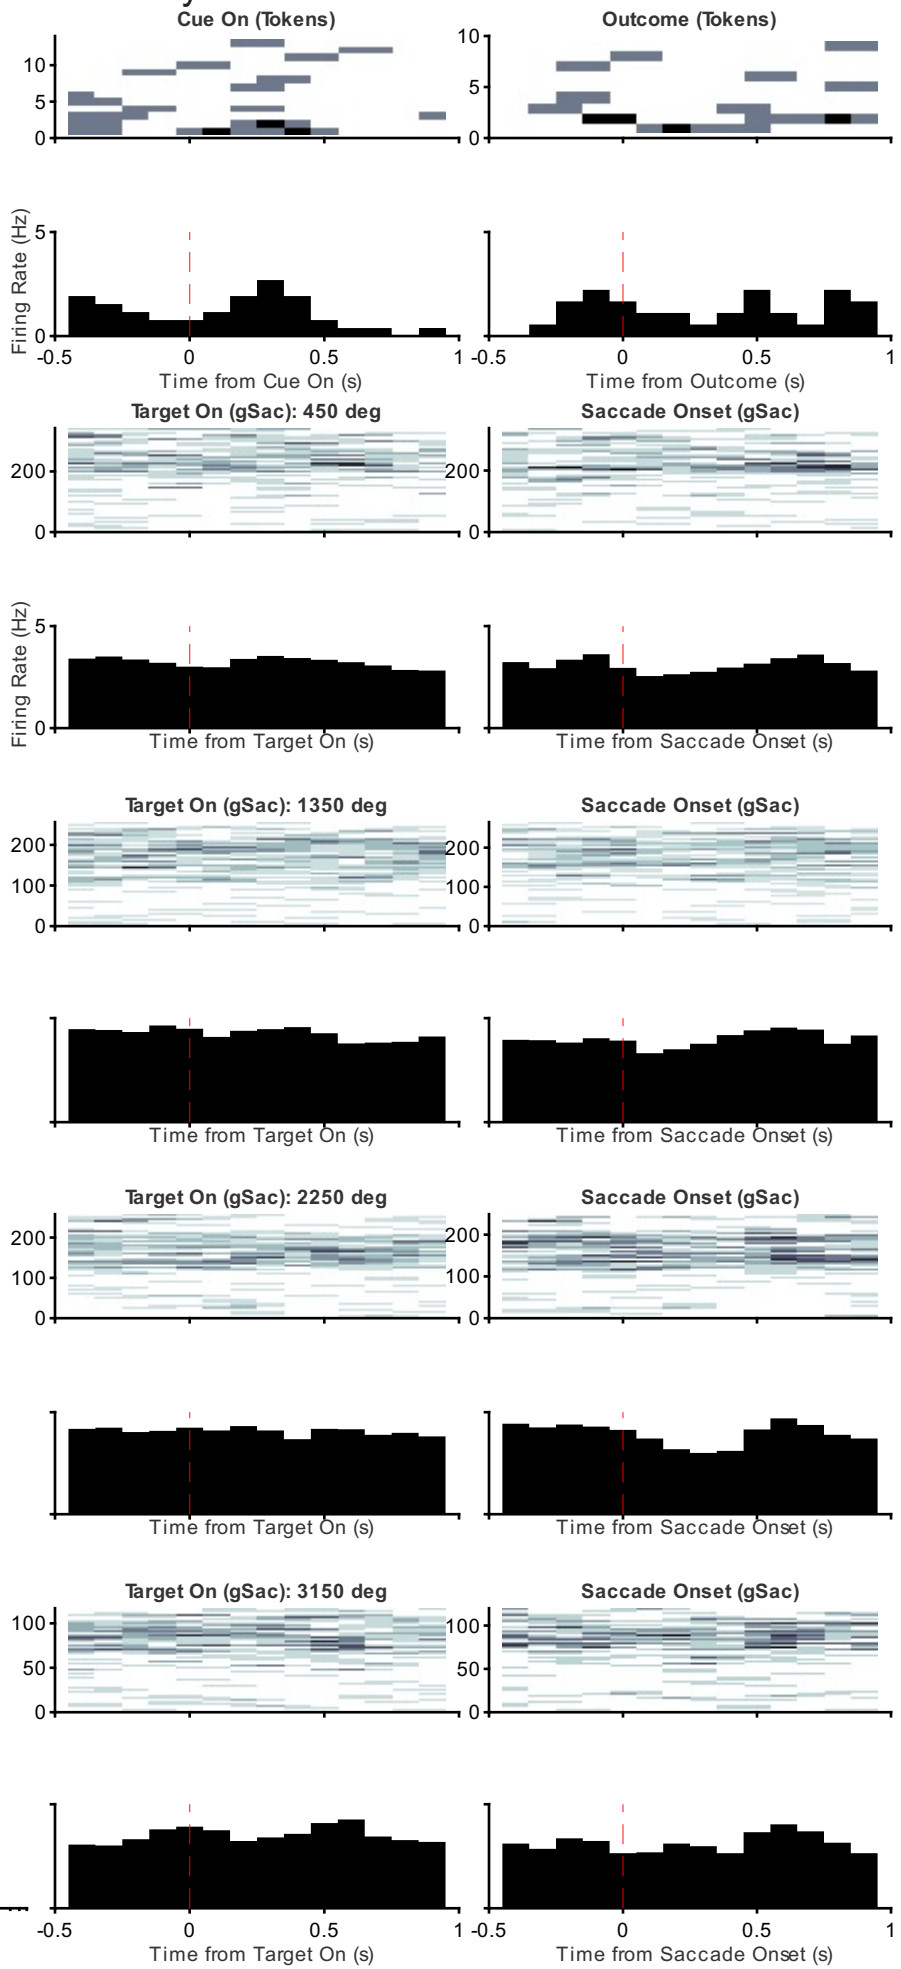 Cue On (Tokens) Outcome (Tokens)
10 10
5 5
0 0
Firing Rate (Hz)
5
0
-0.5 0 0.5 1 -0.5 0 0.5 1
Time from Cue On (s) Time from Outcome (s)
Target On (gSac): 450 deg Saccade Onset (gSac)
200 200
0 0
Firing Rate (Hz)
5
0
Time from Target On (s) Time from Saccade Onset (s)
Target On (gSac): 1350 deg Saccade Onset (gSac)
200 200
100 100
0 0
Time from Target On (s) Time from Saccade Onset (s)
Target On (gSac): 2250 deg Saccade Onset (gSac)
200 200
100 100
0 0
Time from Target On (s) Time from Saccade Onset (s)
Target On (gSac): 3150 deg Saccade Onset (gSac)
100 100
50 50
0 0
-0.5 0 0.5 1 -0.5 0 0.5 1
Time from Target On (s) Time from Saccade Onset (s)